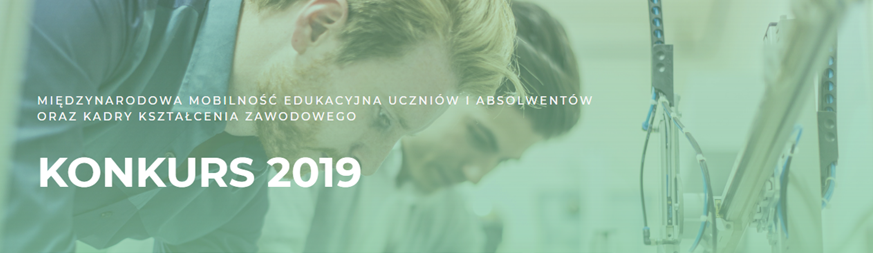 MIĘDZYNARODOWA MOBILNOŚĆ EDUKACYJNA UCZNIÓW I ABSOLWENTÓW
ORAZ KADRY KSZTAŁCENIA ZAWODOWEGO
KONKURS 2019